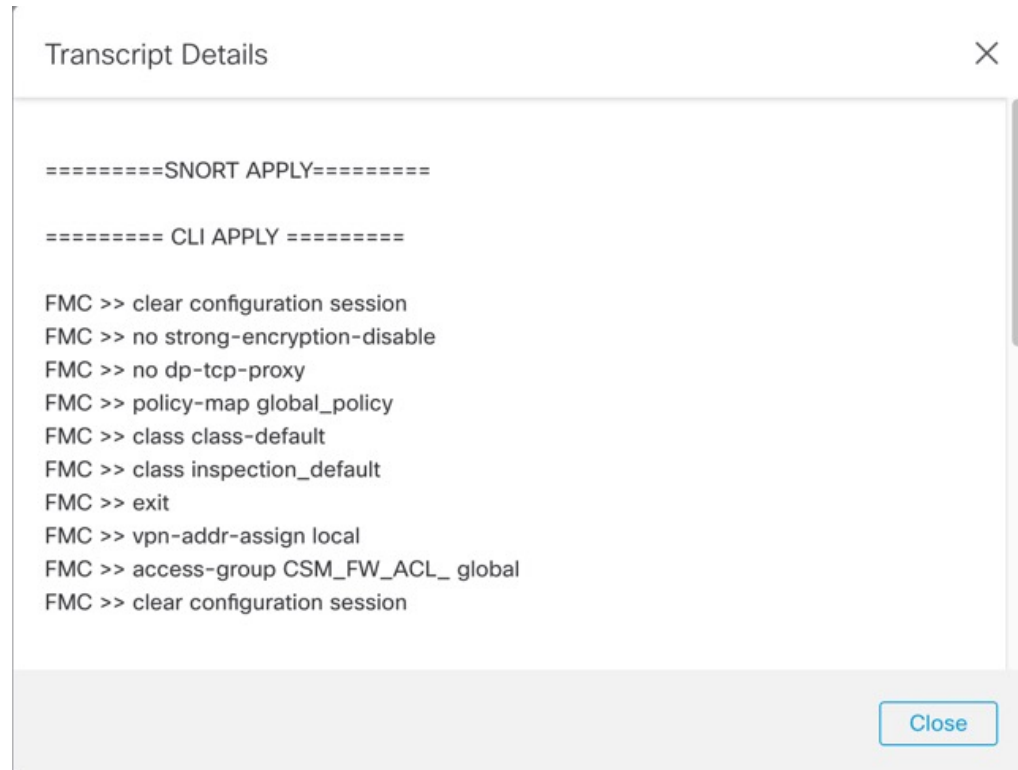 Transcript Details
=========SNORT APPLY=========
========= CLI APPLY =========
FMC >> clear configuration session
FMC >> no strong-encryption-disable
FMC >> no dp-tcp-proxy
FMC >> policy-map global_policy
FMC >> class class-default
FMC >> class inspection_default
FMC >> exit
FMC >> vpn-addr-assign local
FMC >> access-group CSM_FW_ACL_ global
FMC >> clear configuration session
Close